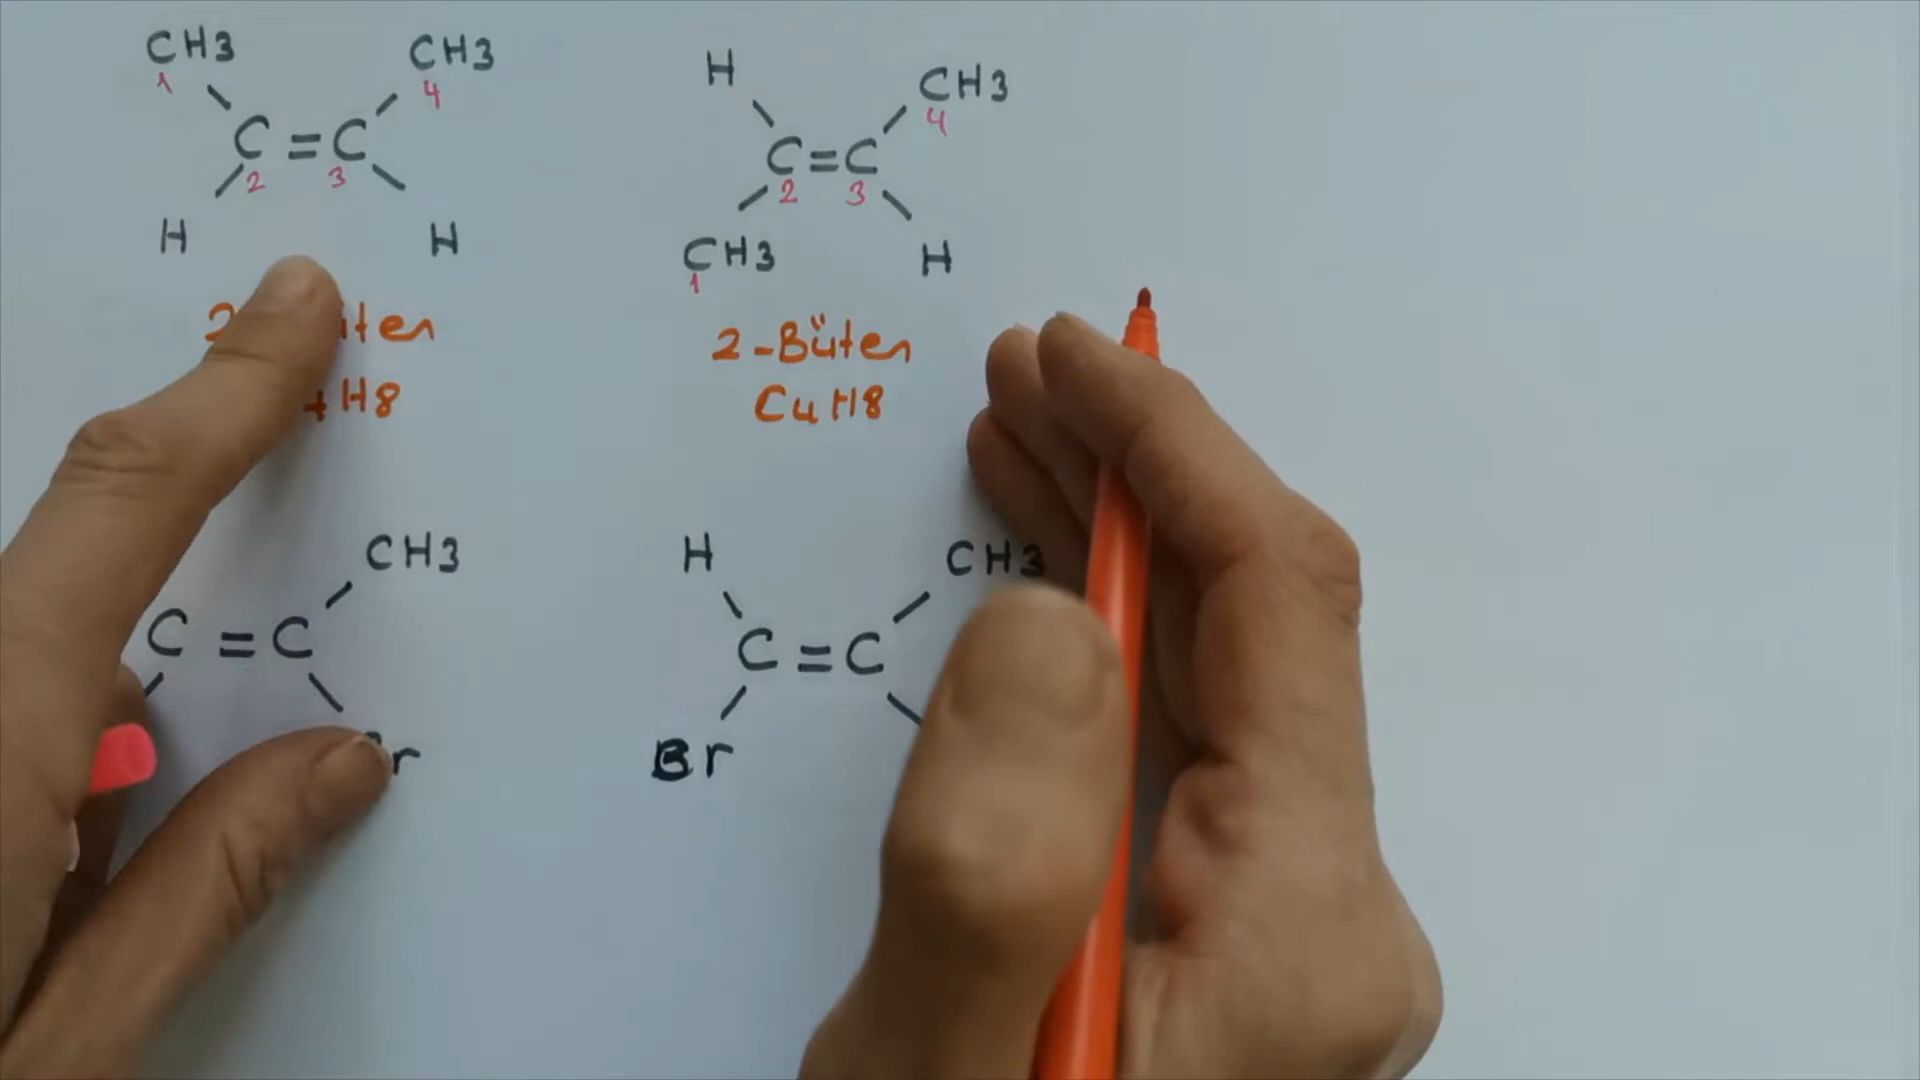 CH3 CH3
1 4
C=C
2 3
H H
H CH3
4
C=C
2 3
CH3 H
1
2 iten
H8
2-Büten
C4H8
CH3
C=C
r
H CH3
C=C
Br